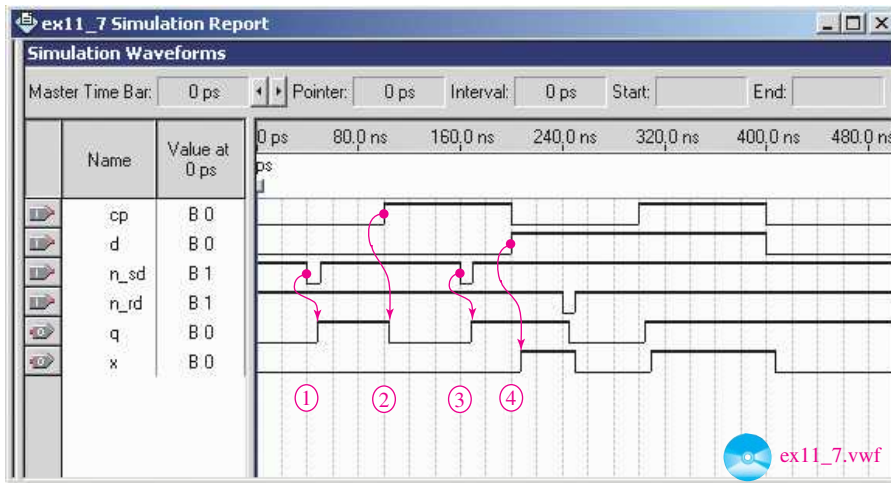 ex11_7 Simulation Report
Simulation Waveforms
Master Time Bar: 0 ps Pointer: 0 ps Interval: 0 ps Start: End:
Name
Value at
0 ps
0 ps 80.0 ns 160.0 ns 240.0 ns 320.0 ns 400.0 ns 480.0 ns
ps
cp B 0
d B 0
n_sd B 1
n_rd B 1
q B 0
x B 0
1 2 3 4
ex11_7.vwf